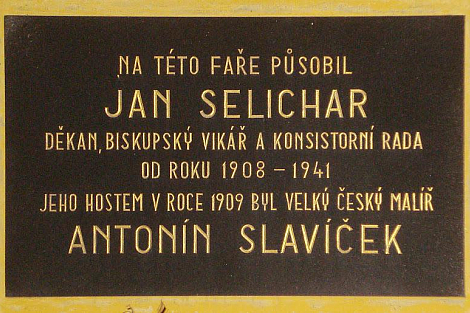 NA TÉTO FAŘE PŮSOBIL
JAN SELICHAR
DĚKAN, BISKUPSKÝ VIKÁŘ A KONSISTORNÍ RADA
OD ROKU 1908 – 1941
JEHO HOSTEM V ROCE 1909 BYL VELKÝ ČESKÝ MALÍŘ
ANTONÍN SLAVÍČEK